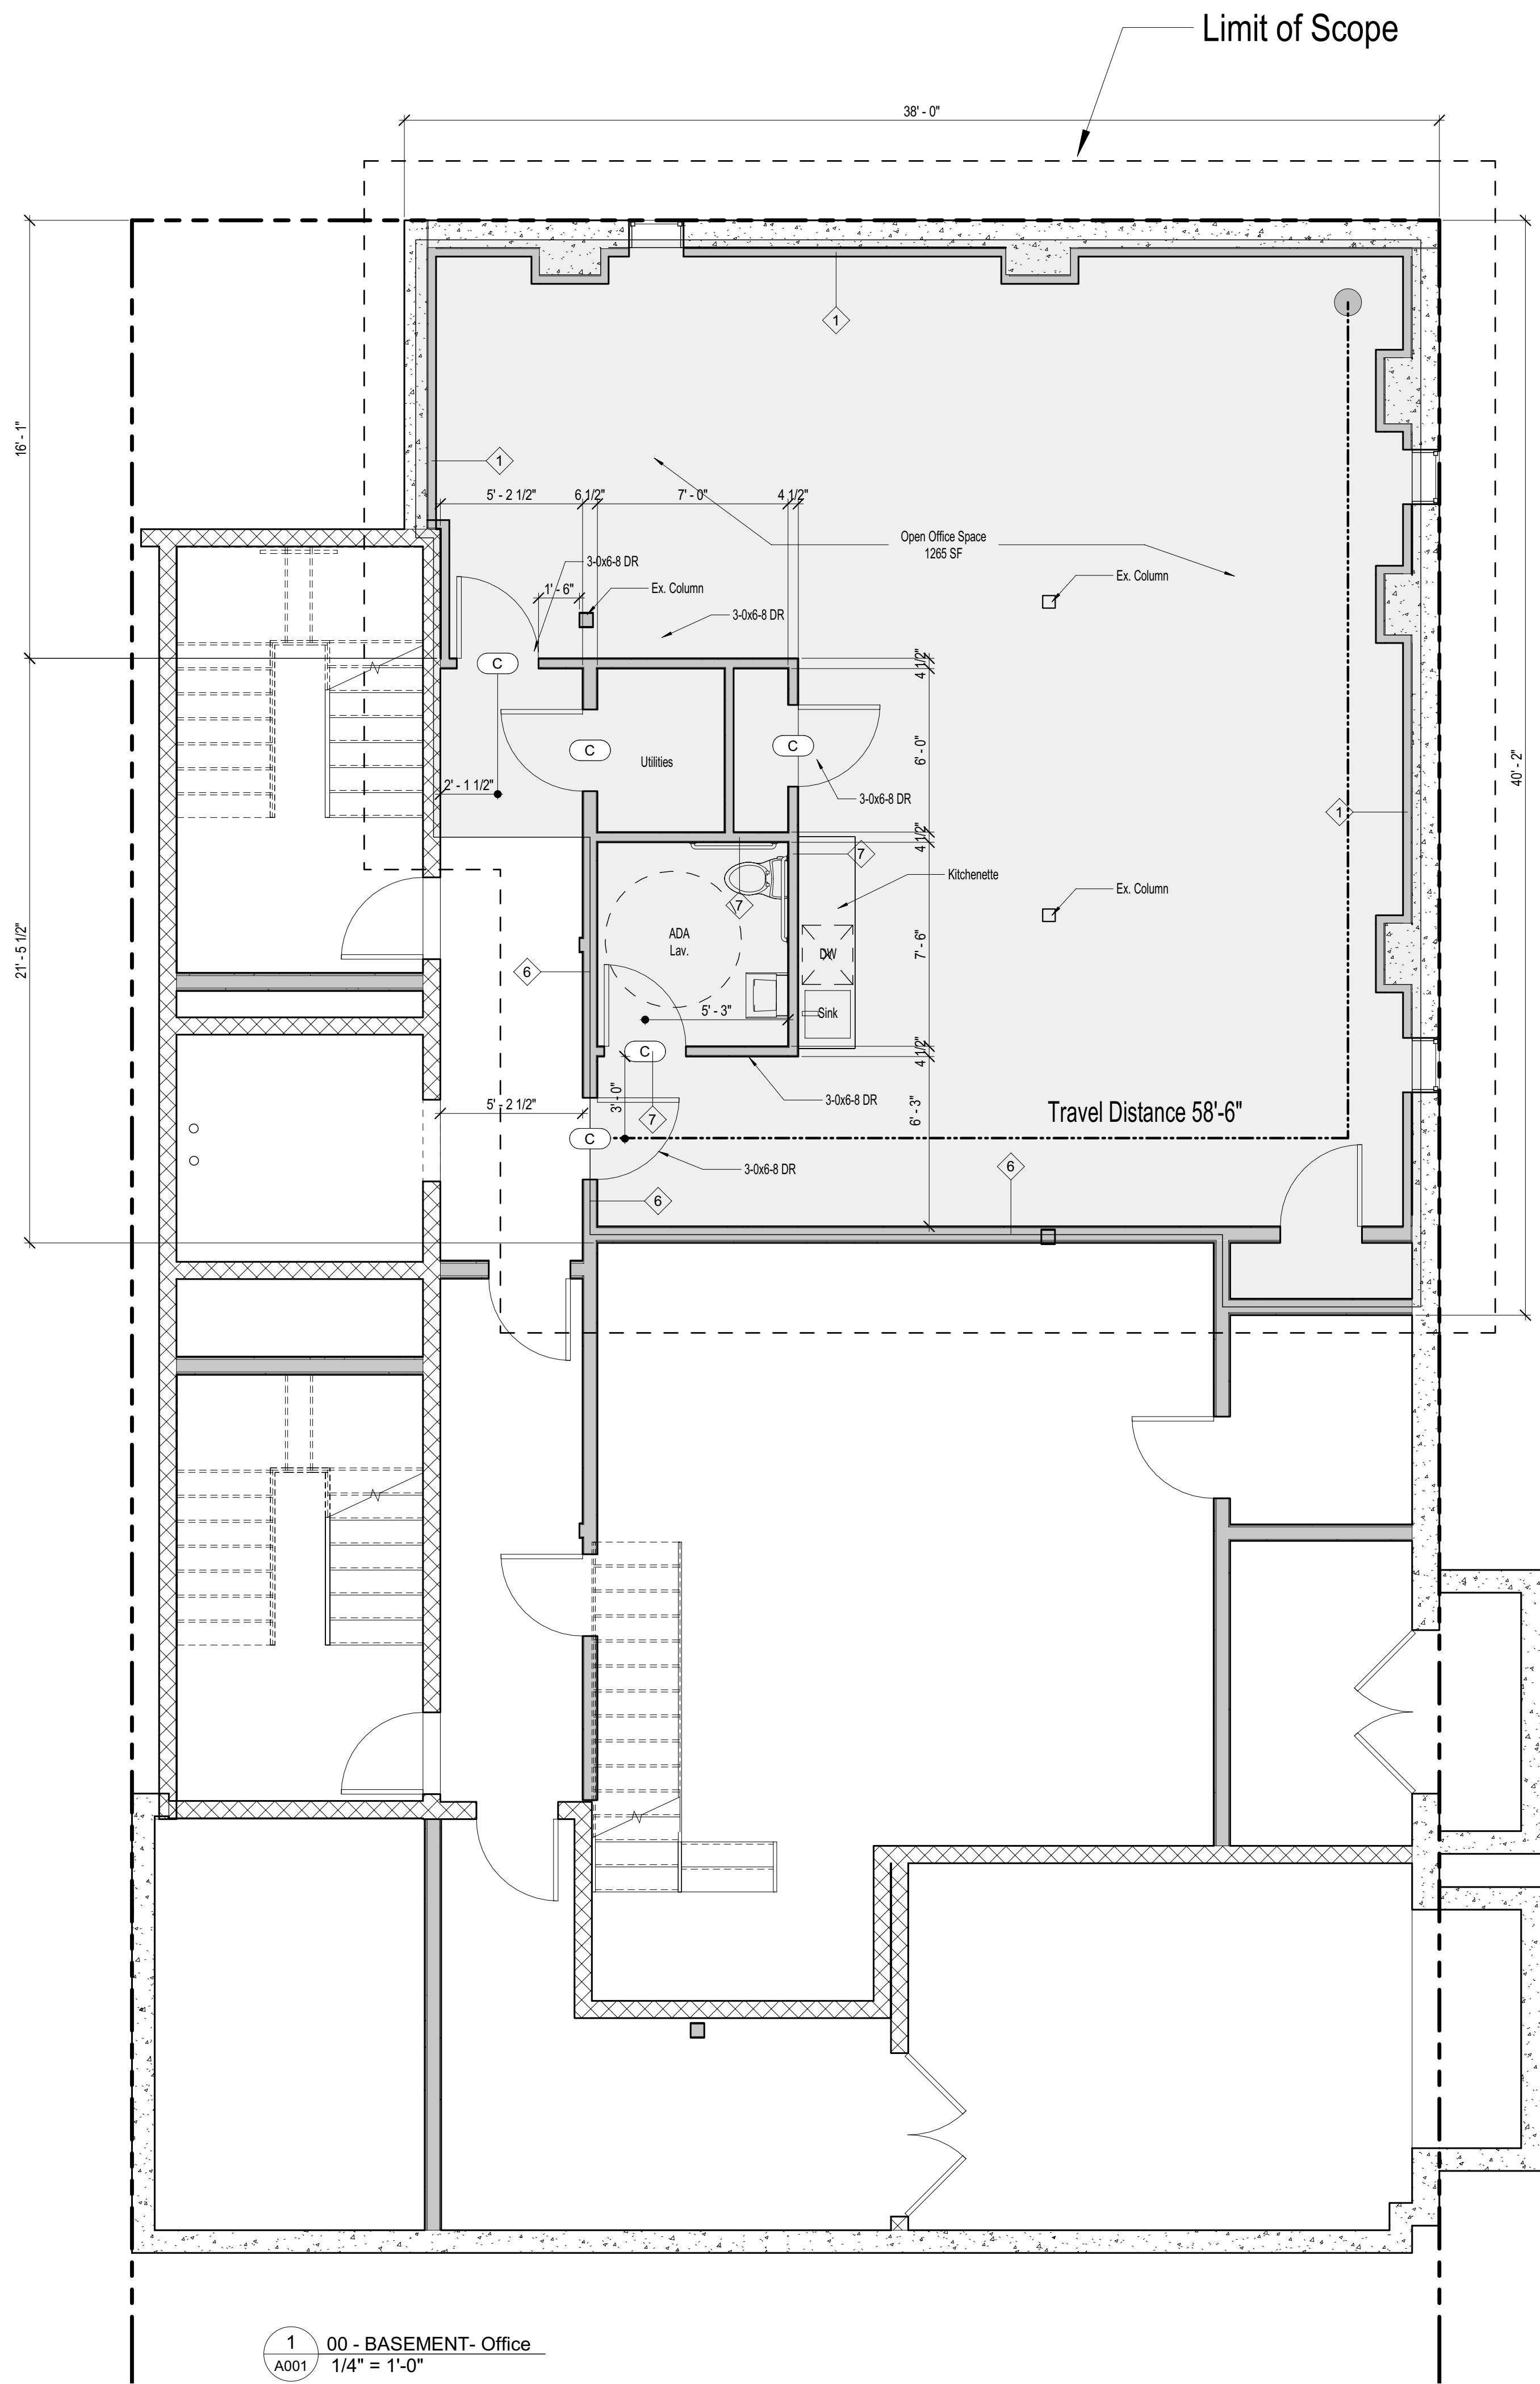 Limit of Scope
38' - 0"
16' - 1"
1
1
5' - 2 1/2"
6 1/2"
7' - 0"
4 1/2"
Open Office Space
1265 SF
3-0x6-8 DR
1' - 6"
Ex. Column
Ex. Column
3-0x6-8 DR
C
4 1/2"
C
C
6' - 0"
40' - 2"
Utilities
2' - 1 1/2"
3-0x6-8 DR
1
4 1/2"
7
Kitchenette
Ex. Column
7
ADA
Lav.
21' - 5 1/2"
7' - 6"
DW
6
5' - 3"
Sink
C
4 1/2"
3' - 0"
3-0x6-8 DR
5' - 2 1/2"
7
6' - 3"
Travel Distance 58'-6"
C
3-0x6-8 DR
6
6
1
A001
00 - BASEMENT- Office
1/4" = 1'-0"